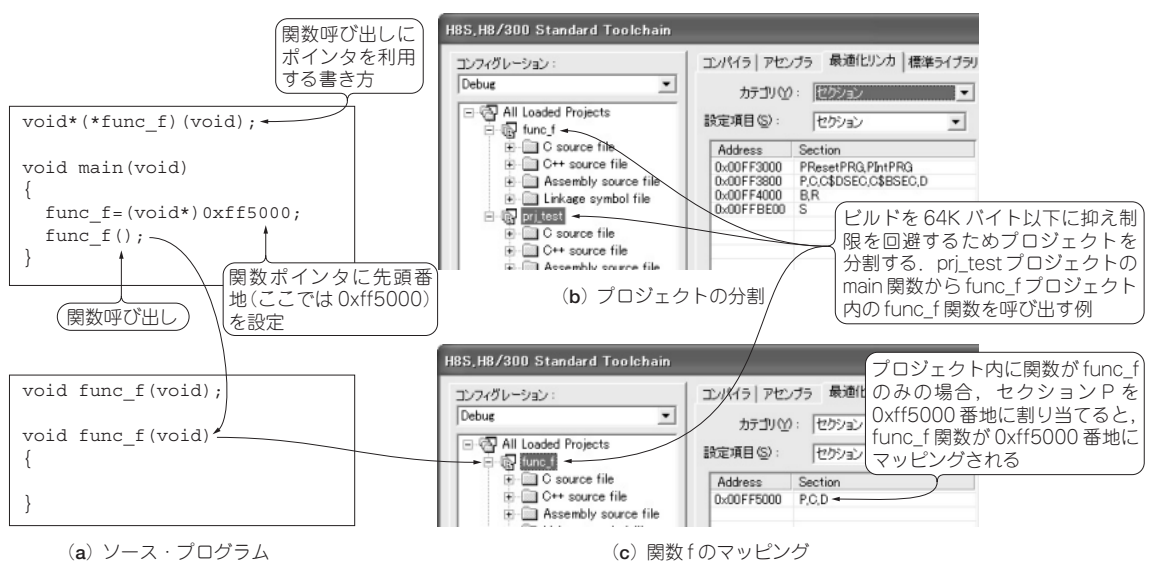 関数呼び出しに
ポインタを利用
する書き方
void*(*func_f)(void);
void main(void)
{
func_f=(void*)0xff5000;
func_f();
}
関数ポインタに先頭番
地(ここでは0xff5000)
を設定
関数呼び出し
void func_f(void);
void func_f(void)
{
}
(a) ソース・プログラム
H8S,H8/300 Standard Toolchain
コンフィグレーション:
Debug
All Loaded Projects
func_f
C source file
C++ source file
Assembly source file
Linkage symbol file
prj_test
C source file
C++ source file
Assembly source file
コンパイラ アセンブラ 最適化リンカ 標準ライブラリ
カテゴリ(Y): セクション
設定項目(S): セクション
Address Section
0x00FF3000 PResetPRG,PIntPRG
0x00FF3800 P,C,C$DSEC,C$BSEC,D
0x00FF4000 B,R
0x00FFBE00 S
(b) プロジェクトの分割
ビルドを64Kバイト以下に抑え制
限を回避するためプロジェクトを
分割する.prj_testプロジェクトの
main関数からfunc_fプロジェクト
内のfunc_f関数を呼び出す例
H8S,H8/300 Standard Toolchain
コンフィグレーション:
Debug
All Loaded Projects
func_f
C source file
C++ source file
Assembly source file
コンパイラ アセンブラ 最適化
カテゴリ(Y): セクション
設定項目(S): セクション
Address Section
0x00FF5000 P,C,D
プロジェクト内に関数がfunc_f
のみの場合,セクションPを
0xff5000番地に割り当てると,
func_f関数が0xff5000番地に
マッピングされる
(c) 関数fのマッピング